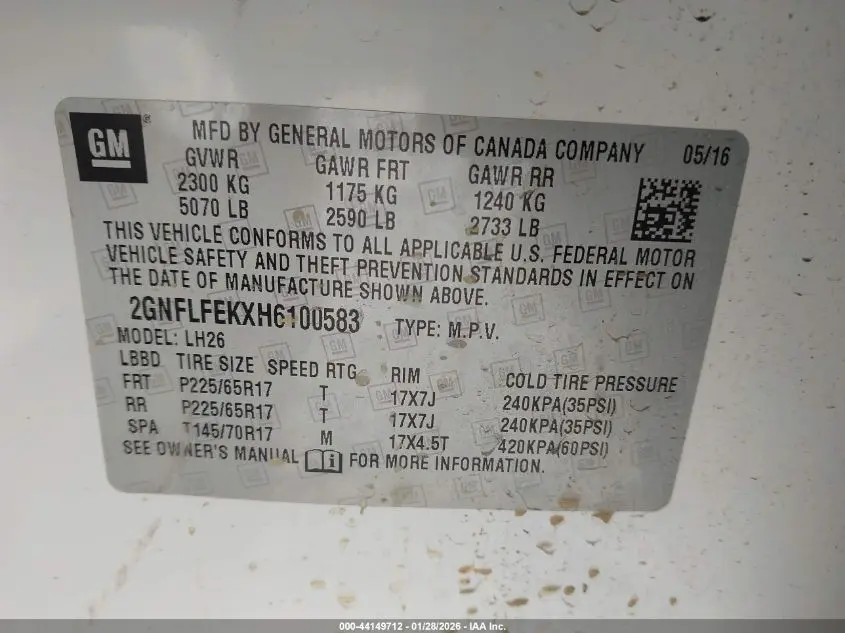 GM ® MFD BY GENERAL MOTORS OF CANADA COMPANY 05/16
GVWR GAWR FRT GAWR RR
2300 KG 1175 KG 1240 KG
5070 LB 2590 LB 2733 LB
THIS VEHICLE CONFORMS TO ALL APPLICABLE U.S. FEDERAL MOTOR
VEHICLE SAFETY AND THEFT PREVENTION STANDARDS IN EFFECT ON
THE DATE OF MANUFACTURE SHOWN ABOVE.
2GNFLFEKXH6100583 TYPE: M.P.V.
MODEL: LH26
LBBD TIRE SIZE SPEED RTG RIM COLD TIRE PRESSURE
FRT P225/65R17 T 17X7J 240KPA(35PSI)
RR P225/65R17 T 17X7J 240KPA(35PSI)
SPA T145/70R17 M 17X4.5T 420KPA(60PSI)
SEE OWNER'S MANUAL FOR MORE INFORMATION.
000-44149712 - 01/28/2026 - IAA Inc.